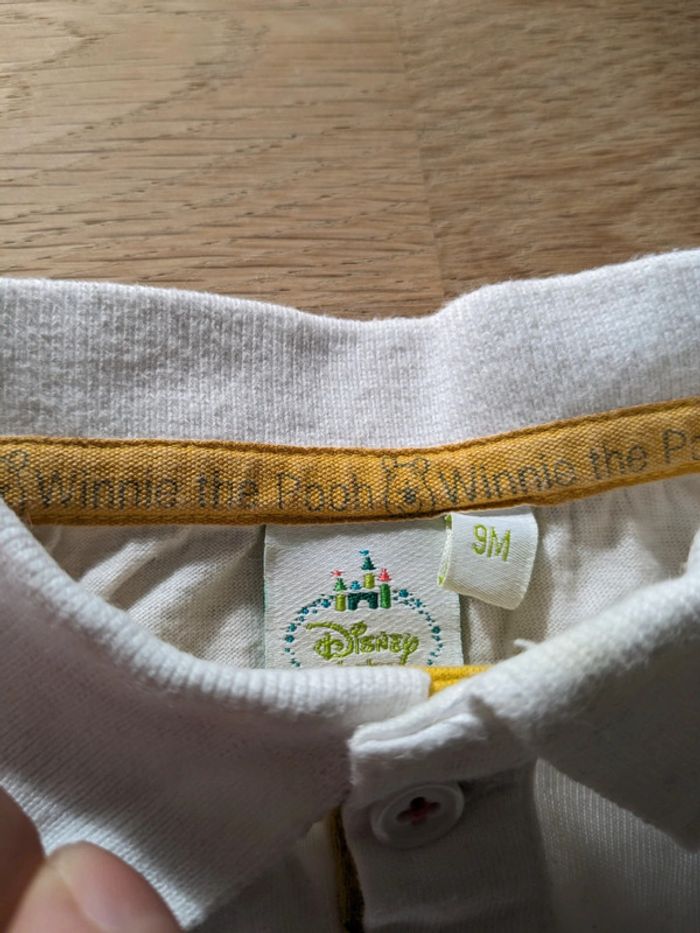 Winnie the Pooh Winnie the Po
9M
Disney